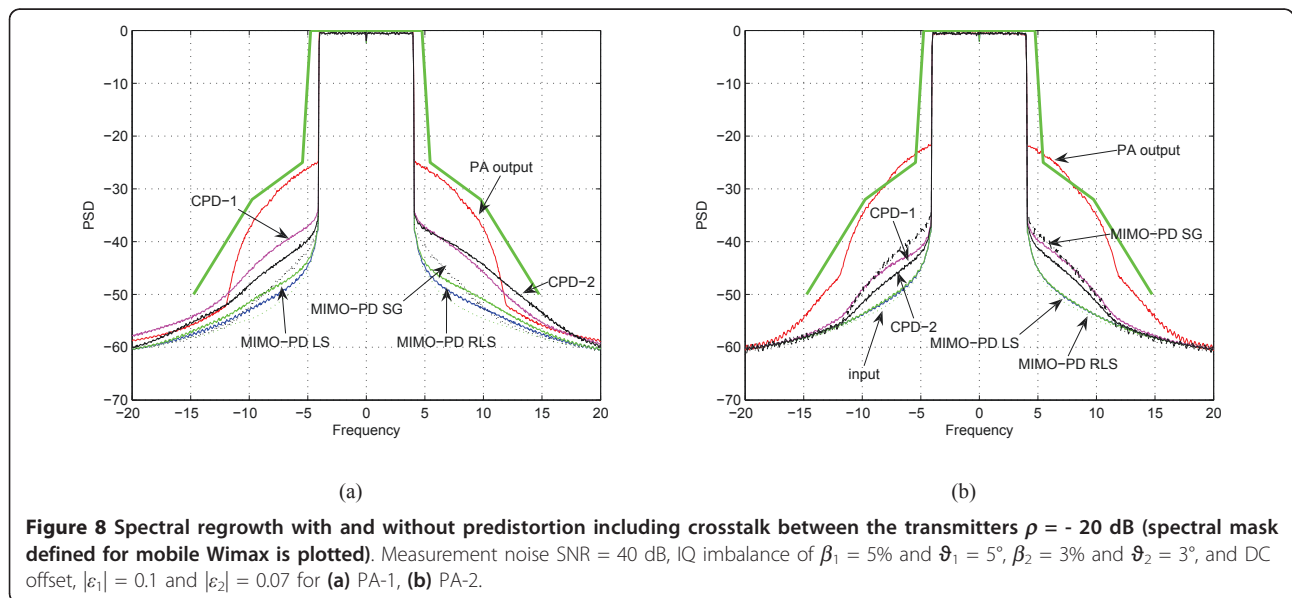 0
−10
−20
−30
−40
−50
−60
−70
PSD
−20 −15 −10 −5 0 5 10 15 20
Frequency
PA output
CPD−1
CPD−2
MIMO−PD SG
MIMO−PD LS
MIMO−PD RLS
(a)
0
−10
−20
−30
−40
−50
−60
−70
PSD
−20 −15 −10 −5 0 5 10 15 20
Frequency
PA output
CPD−1
MIMO−PD SG
CPD−2
MIMO−PD LS
input
MIMO−PD RLS
(b)
Figure 8 Spectral regrowth with and without predistortion including crosstalk between the transmitters ρ = - 20 dB (spectral mask
defined for mobile Wimax is plotted). Measurement noise SNR = 40 dB, IQ imbalance of β1 = 5% and ϑ1 = 5°, β2 = 3% and ϑ2 = 3°, and DC
offset, |ε1| = 0.1 and |ε2| = 0.07 for (a) PA-1, (b) PA-2.